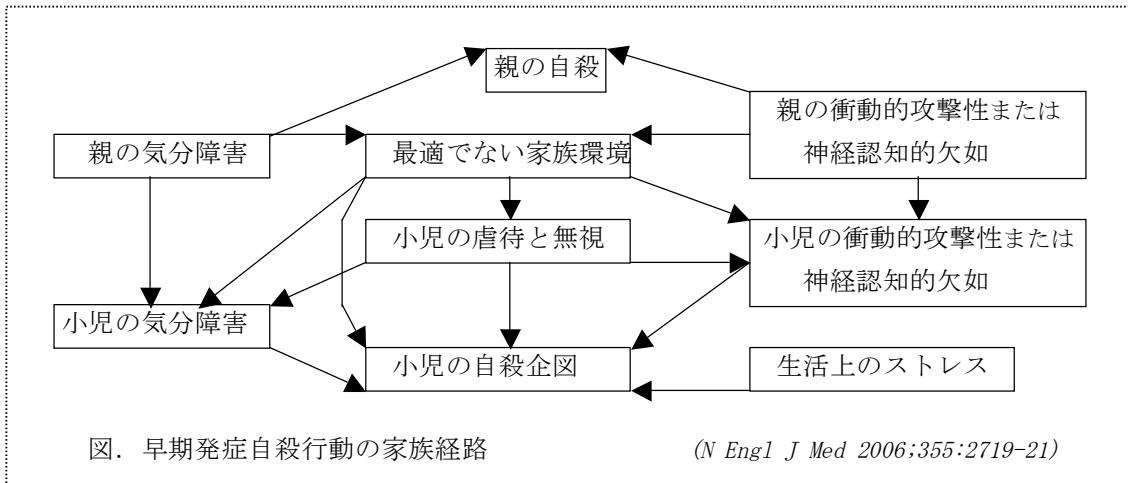 親の自殺
親の気分障害
最適でない家族環境
親の衝動的攻撃性または
神経認知的欠如
小児の虐待と無視
小児の衝動的攻撃性または
神経認知的欠如
小児の気分障害
小児の自殺企図
生活上のストレス
図．早期発症自殺行動の家族経路
(N Engl J Med 2006;355:2719-21)